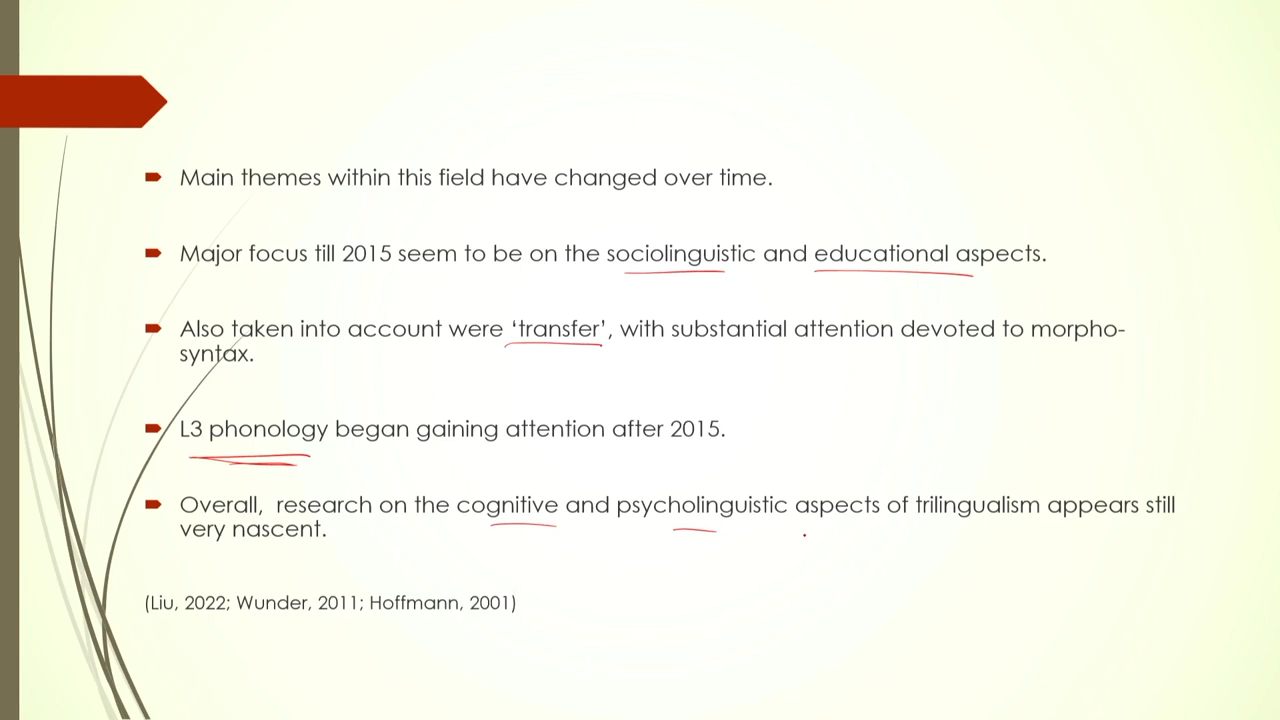 Main themes within this field have changed over time.
Major focus till 2015 seem to be on the sociolinguistic and educational aspects.
Also taken into account were ‘transfer’, with substantial attention devoted to morpho-
syntax.
L3 phonology began gaining attention after 2015.
Overall,  research on the cognitive and psycholinguistic aspects of trilingualism appears still
very nascent.
(Liu, 2022; Wunder, 2011; Hoffmann, 2001)